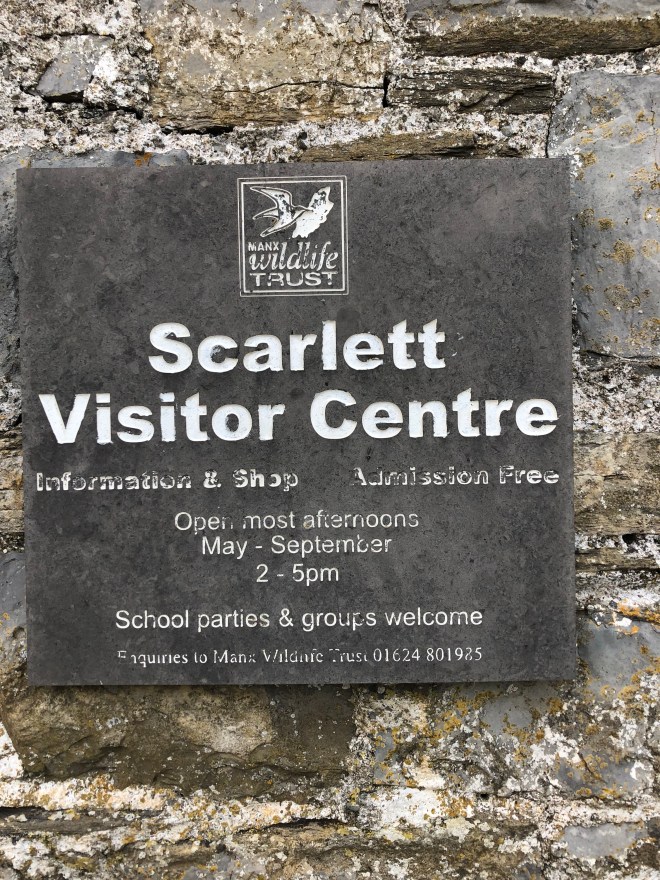 MANX
wildlife
TRUST
Scarlett
Visitor Centre
Information & Shop Admission Free
Open most afternoons
May - September
2 - 5pm
School parties & groups welcome
Enquiries to Manx Wildlife Trust 01624 801985